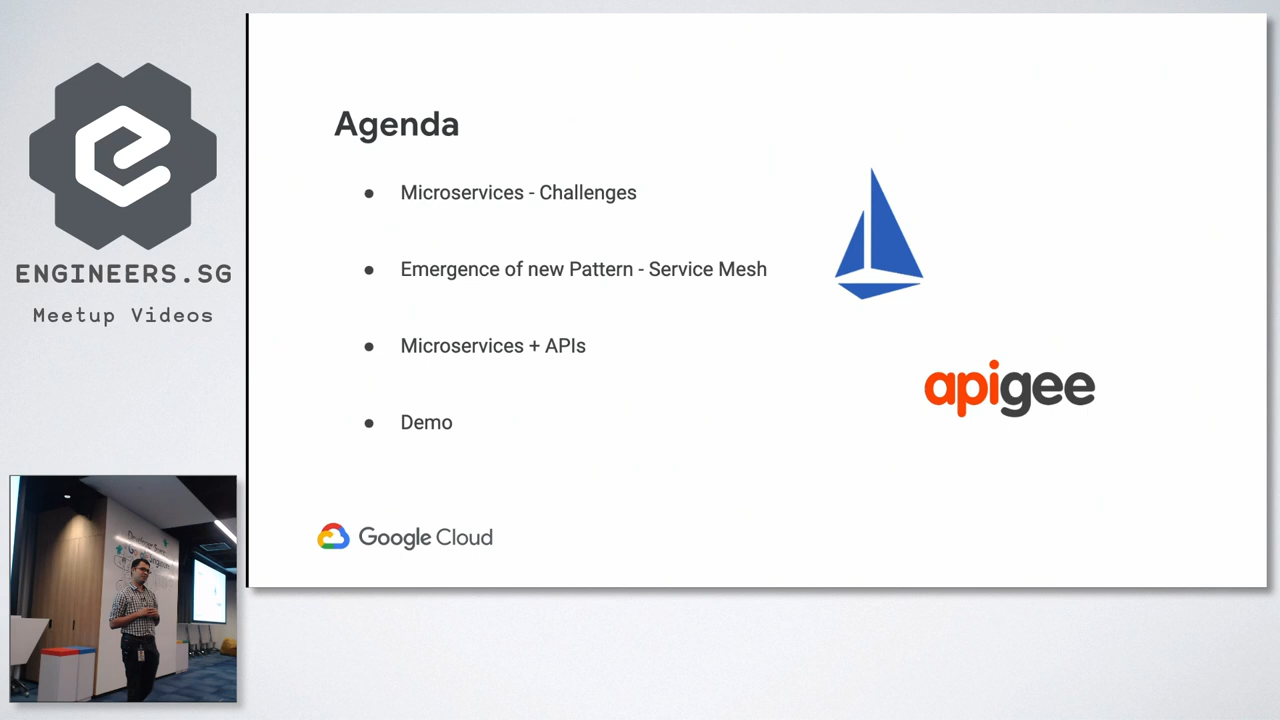 ENGINEERS.SG
Meetup Videos
Agenda
● Microservices - Challenges
● Emergence of new Pattern - Service Mesh
● Microservices + APIs
● Demo
apigee
Google Cloud